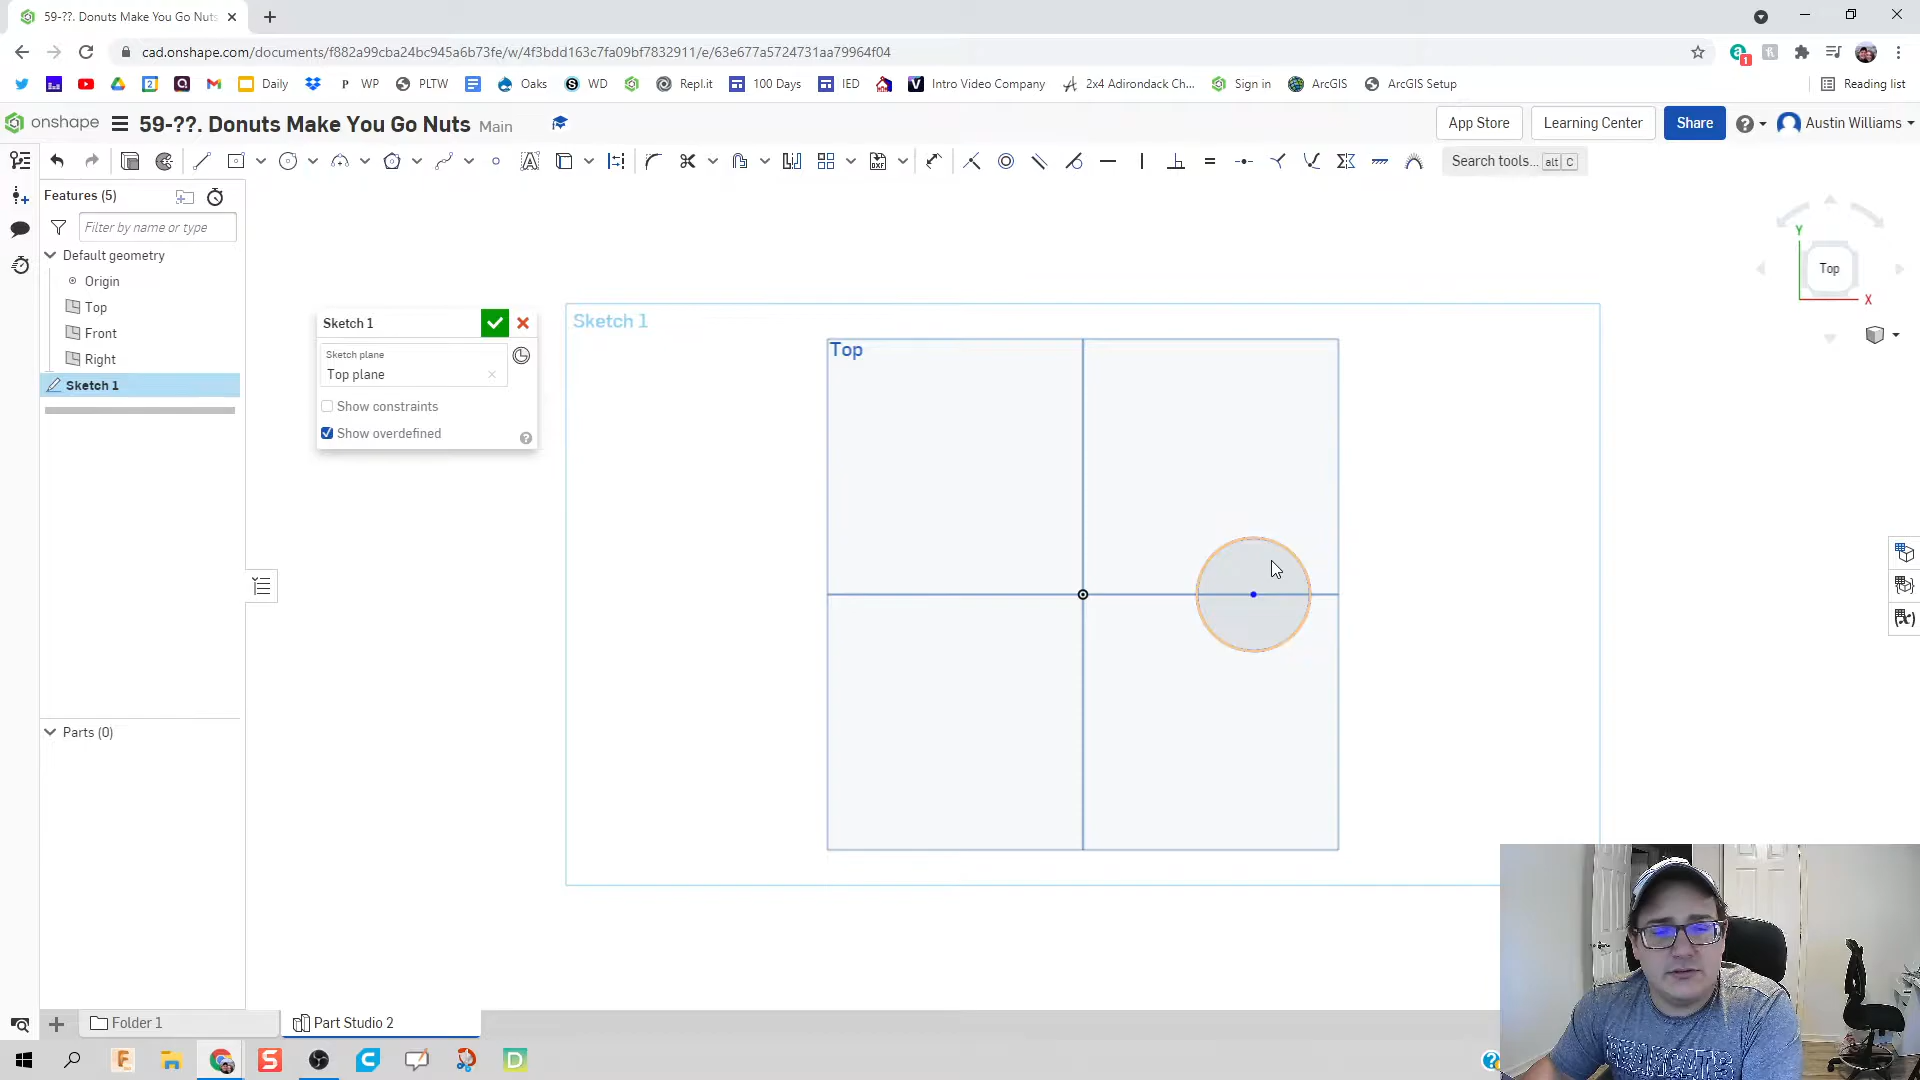 59-??. Donuts Make You Go Nuts
cad.onshape.com/documents/f882a99cba24bc945a6b73fe/w/4f3bdd163c7fa09bf7832911/e/63e677a5724731aa79964f04
Daily P WP PLTW Oaks WD Repl.it 100 Days IED Intro Video Company 2x4 Adirondack Ch... Sign in ArcGIS ArcGIS Setup Reading list
onshape 59-??. Donuts Make You Go Nuts Main App Store Learning Center Share Austin Williams
Search tools... alt C
Features (5)
Filter by name or type
Default geometry
Origin
Top
Front
Right
Sketch 1
Parts (0)
Sketch 1
Sketch plane
Top plane
Show constraints
Show overdefined
Sketch 1
Top
Y
Top
X
(x)
Folder 1
Part Studio 2
BEARCATS